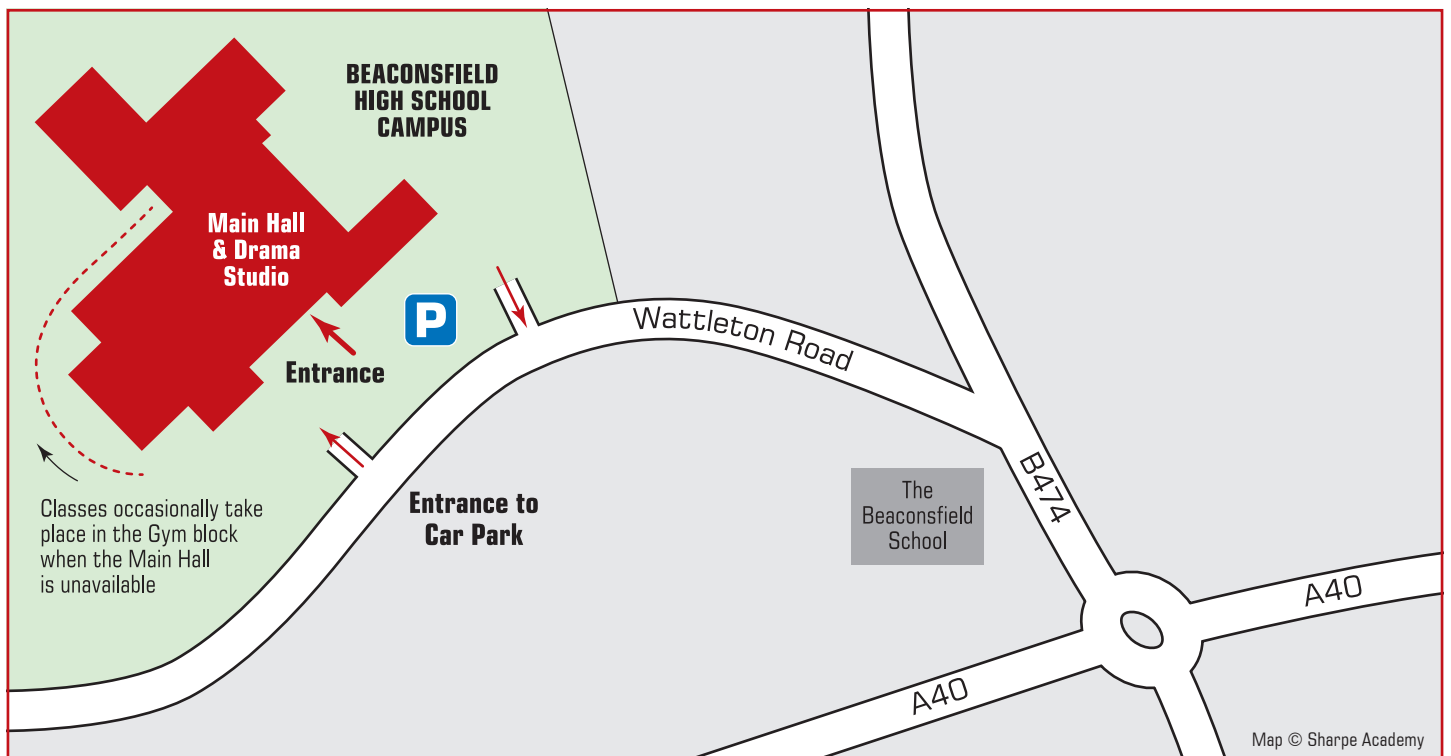 BEACONSFIELD
HIGH SCHOOL
CAMPUS
Main Hall
& Drama
Studio
P
Entrance
Wattleton Road
Entrance to
Car Park
Classes occasionally take
place in the Gym block
when the Main Hall
is unavailable
The
Beaconsfield
School
B474
A40
A40
Map © Sharpe Academy